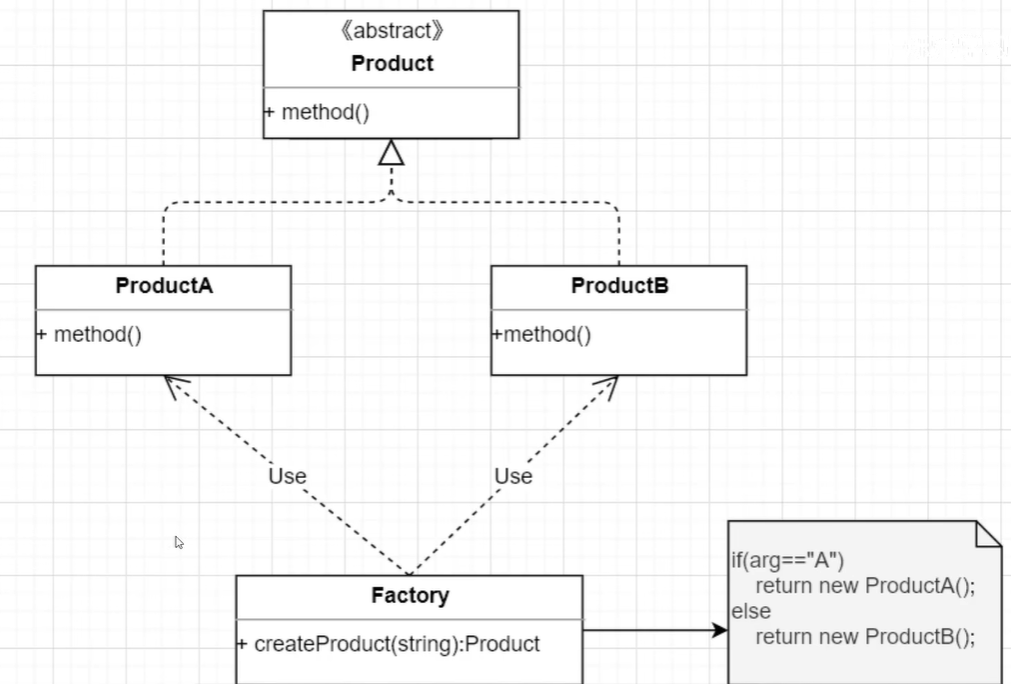 《abstract》
Product
+ method()
ProductA
+ method()
ProductB
+method()
Use
Use
Factory
+ createProduct(string):Product
if(arg=="A")
return new ProductA();
else
return new ProductB();